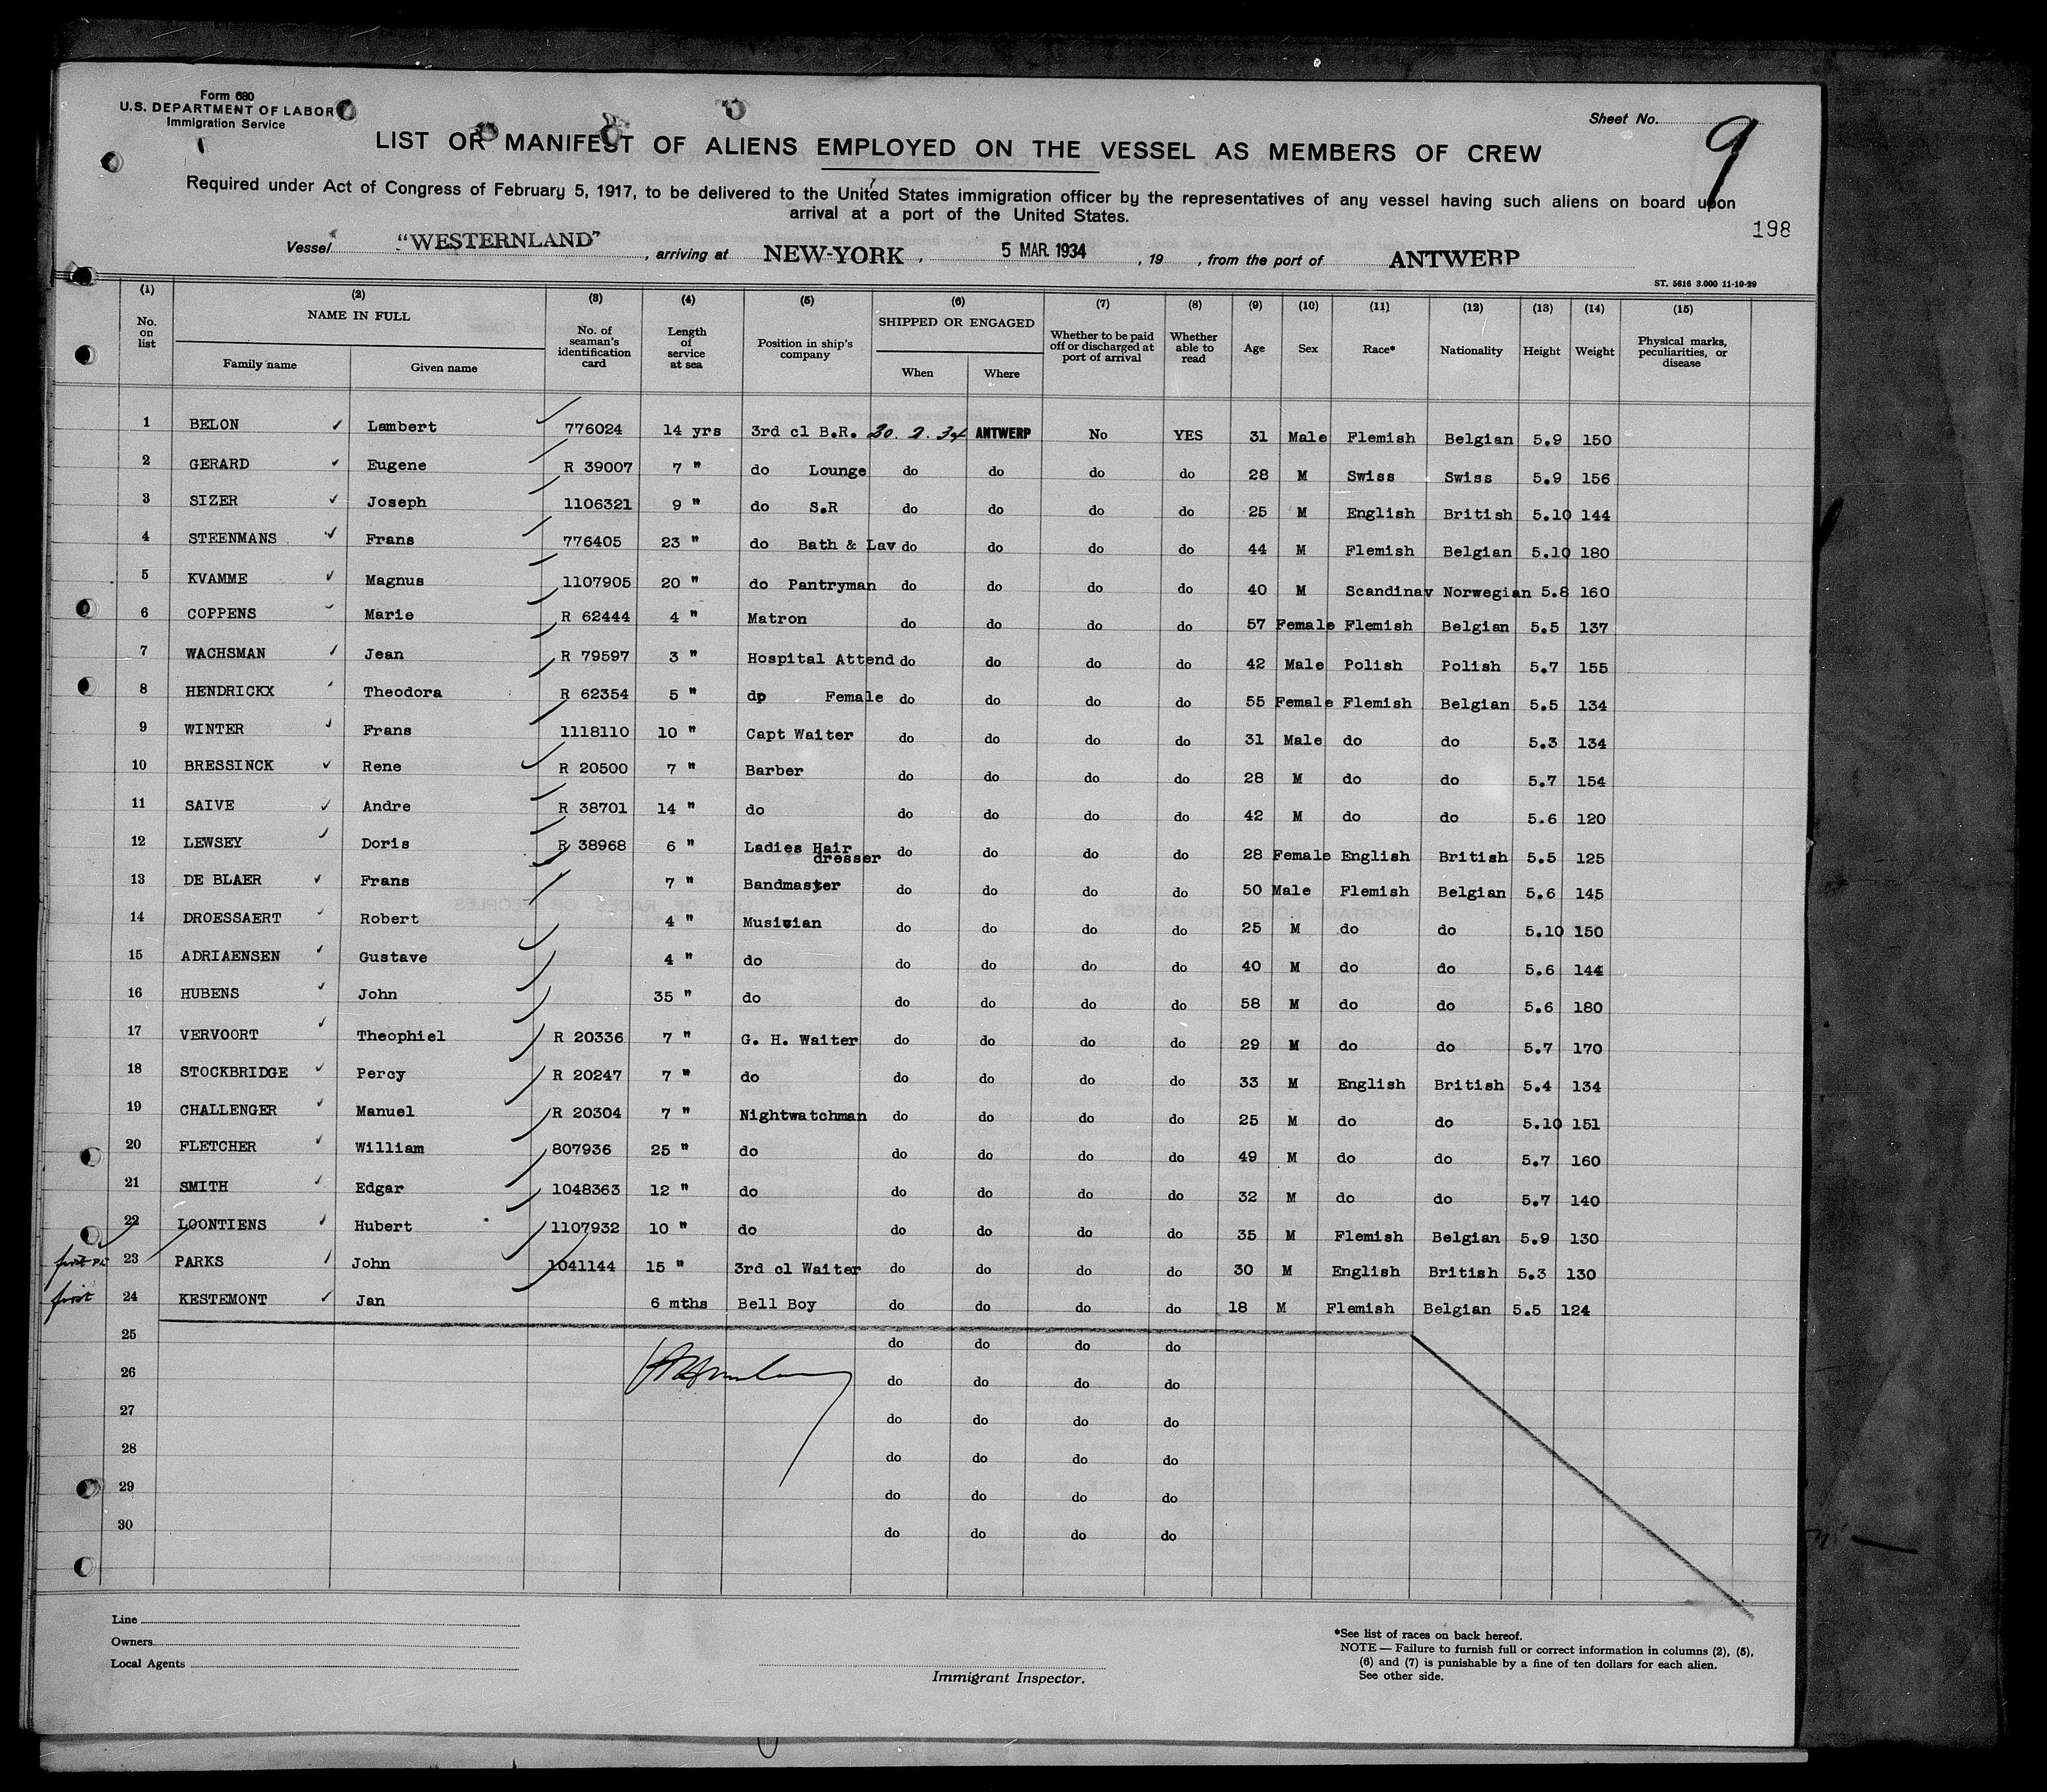 Form 680
U.S. DEPARTMENT OF LABOR
Immigration Service
Sheet No. 9
LIST OR MANIFEST OF ALIENS EMPLOYED ON THE VESSEL AS MEMBERS OF CREW
Required under Act of Congress of February 5, 1917, to be delivered to the United States immigration officer by the representatives of any vessel having such aliens on board upon
arrival at a port of the United States.
198
Vessel "WESTERNLAND", arriving at NEW-YORK, 5 MAR. 1934, 19 , from the port of ANTWERP
ST. 5616 3.000 11-10-29
(1) (2) (3) (4) (5) (6) (7) (8) (9) (10) (11) (12) (13) (14) (15)
No. on list NAME IN FULL Family name Given name No. of seaman's identification card Length of service at sea Position in ship's company SHIPPED OR ENGAGED When Where Whether to be paid off or discharged at port of arrival Whether able to read Age Sex Race* Nationality Height Weight Physical marks, peculiarities, or disease
1 BELON Lambert 776024 14 yrs 3rd cl B.R. 20. 2. 34 ANTWERP No YES 31 Male Flemish Belgian 5.9 150
2 GERARD Eugene R 39007 7 " do Lounge do do do do 28 M Swiss Swiss 5.9 156
3 SIZER Joseph 1106321 9 " do S.R do do do do 25 M English British 5.10 144
4 STEENMANS Frans 776405 23 " do Bath & Lav do do do do 44 M Flemish Belgian 5.10 180
5 KVAMME Magnus 1107905 20 " do Pantryman do do do do 40 M Scandinav Norwegian 5.8 160
6 COPPENS Marie R 62444 4 " Matron do do do do 57 Female Flemish Belgian 5.5 137
7 WACHSMAN Jean R 79597 3 " Hospital Attend do do do do 42 Male Polish Polish 5.7 155
8 HENDRICKX Theodora R 62354 5 " do Female do do do do 55 Female Flemish Belgian 5.5 134
9 WINTER Frans 1118110 10 " Capt Waiter do do do do 31 Male do do 5.3 134
10 BRESSINCK Rene R 20500 7 " Barber do do do do 28 M do do 5.7 154
11 SAIVE Andre R 38701 14 " do do do do do 42 M do do 5.6 120
12 LEWSEY Doris R 38968 6 " Ladies Hair dresser do do do do 28 Female English British 5.5 125
13 DE BLAER Frans 7 " Bandmaster do do do do 50 Male Flemish Belgian 5.6 145
14 DROESSAERT Robert 4 " Musician do do do do 25 M do do 5.10 150
15 ADRIAENSEN Gustave 4 " do do do do do 40 M do do 5.6 144
16 HUBENS John 35 " do do do do do 58 M do do 5.6 180
17 VERVOORT Theophiel R 20336 7 " G. H. Waiter do do do do 29 M do do 5.7 170
18 STOCKBRIDGE Percy R 20247 7 " do do do do do 33 M English British 5.4 134
19 CHALLENGER Manuel R 20304 7 " Nightwatchman do do do do 25 M do do 5.10 151
20 FLETCHER William 807936 25 " do do do do do 49 M do do 5.7 160
21 SMITH Edgar 1048363 12 " do do do do do 32 M do do 5.7 140
22 LOONTIENS Hubert 1107932 10 " do do do do do 35 M Flemish Belgian 5.9 130
first 23 PARKS John 1041144 15 " 3rd cl Waiter do do do do 30 M English British 5.3 130
first 24 KESTEMONT Jan 6 mths Bell Boy do do do do 18 M Flemish Belgian 5.5 124
25 do do do do
26 do do do do
27 do do do do
28 do do do do
29 do do do do
30 do do do do
Line
Owners
Local Agents
Immigrant Inspector.
*See list of races on back hereof.
NOTE — Failure to furnish full or correct information in columns (2), (5),
(6) and (7) is punishable by a fine of ten dollars for each alien.
See other side.